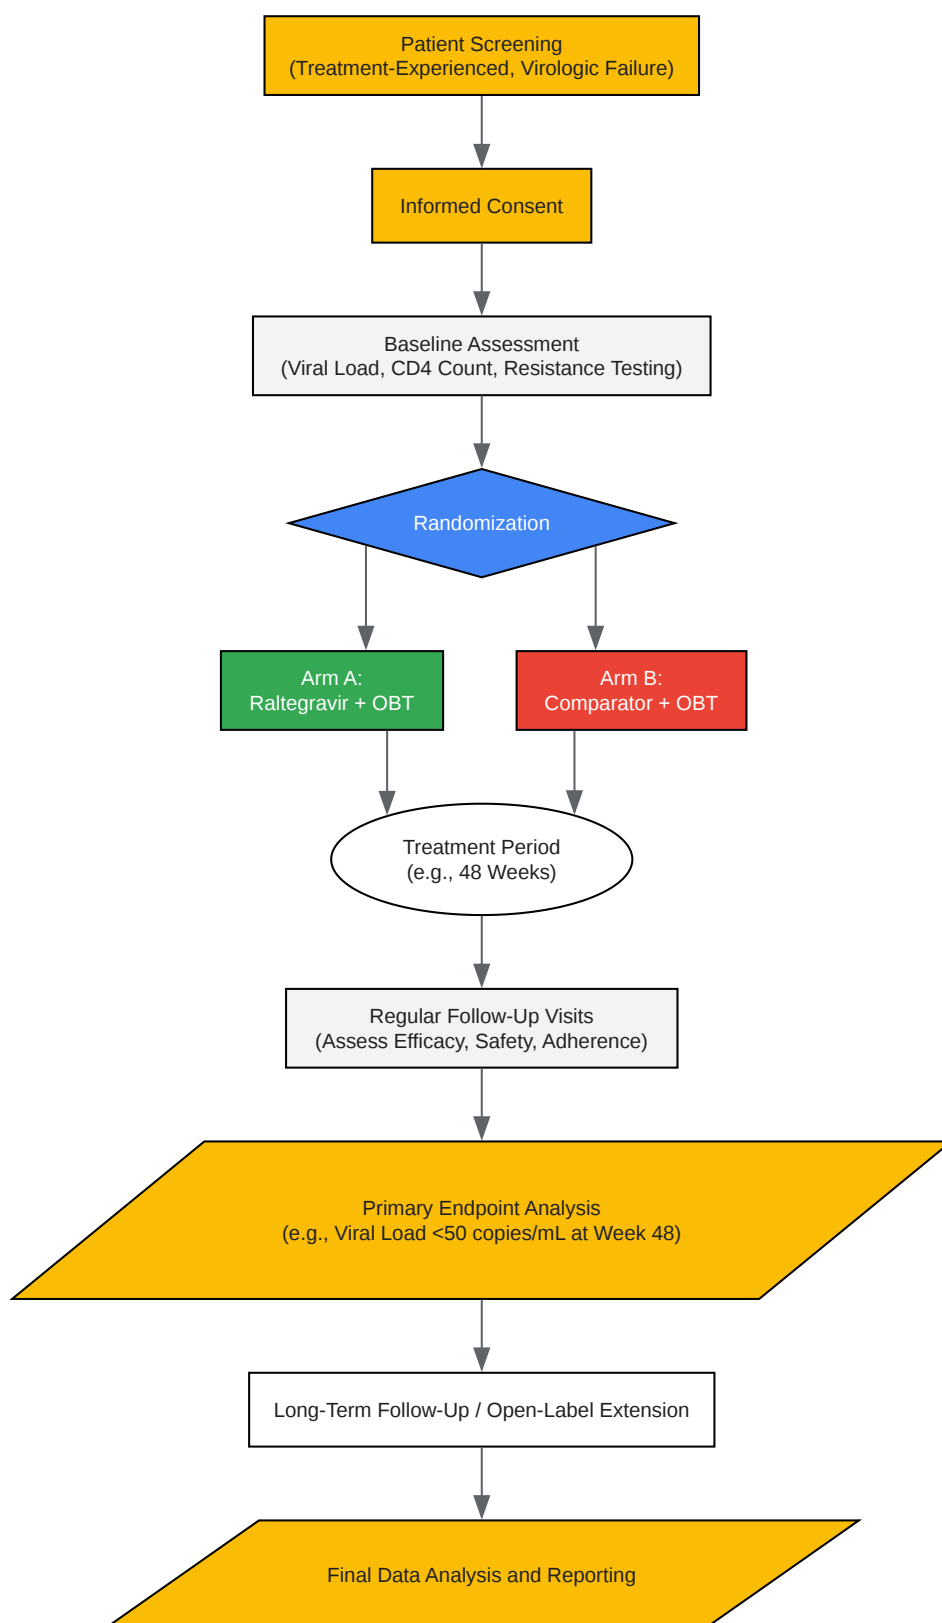 Patient Screening
(Treatment-Experienced, Virologic Failure)
Informed Consent
Baseline Assessment
(Viral Load, CD4 Count, Resistance Testing)
Randomization
Arm A:
Raltegravir + OBT
Arm B:
Comparator + OBT
Treatment Period
(e.g., 48 Weeks)
Regular Follow-Up Visits
(Assess Efficacy, Safety, Adherence)
Primary Endpoint Analysis
(e.g., Viral Load <50 copies/mL at Week 48)
Long-Term Follow-Up / Open-Label Extension
Final Data Analysis and Reporting